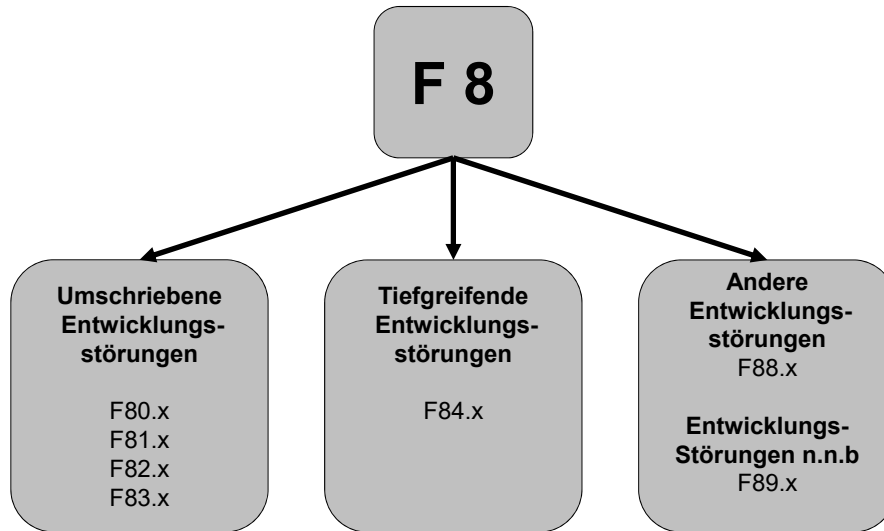 F 8
Umschriebene
Entwicklungs-
störungen
F80.x
F81.x
F82.x
F83.x
Tiefgreifende
Entwicklungs-
störungen
F84.x
Andere
Entwicklungs-
störungen
F88.x
Entwicklungs-
Störungen n.n.b
F89.x